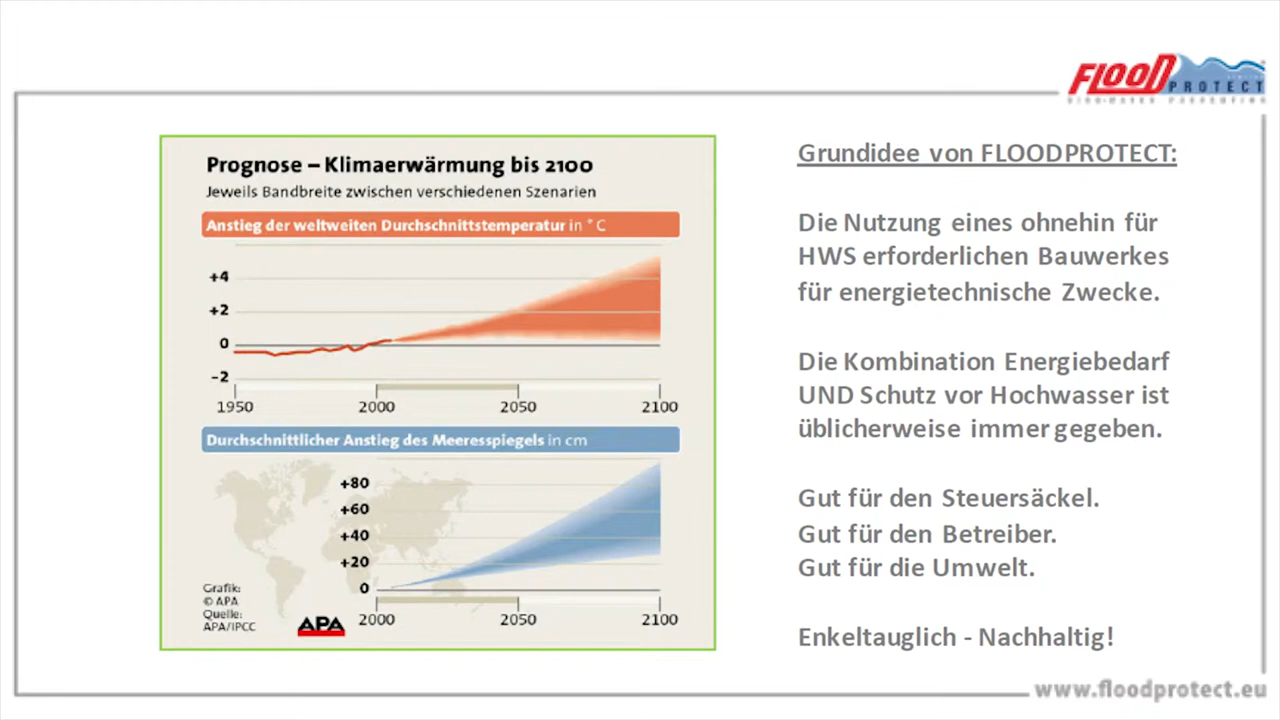 FLOOD
PROTECT
Prognose – Klimaerwärmung bis 2100
Jeweils Bandbreite zwischen verschiedenen Szenarien
Anstieg der weltweiten Durchschnittstemperatur in °C
+4
+2
0
–2
1950 2000 2050 2100
Durchschnittlicher Anstieg des Meeresspiegels in cm
+80
+60
+40
+20
0
2000 2050 2100
Grafik:
© APA
Quelle:
APA/IPCC
APA
Grundidee von FLOODPROTECT:
Die Nutzung eines ohnehin für
HWS erforderlichen Bauwerkes
für energietechnische Zwecke.
Die Kombination Energiebedarf
UND Schutz vor Hochwasser ist
üblicherweise immer gegeben.
Gut für den Steuersäckel.
Gut für den Betreiber.
Gut für die Umwelt.
Enkeltauglich - Nachhaltig!
www.floodprotect.eu